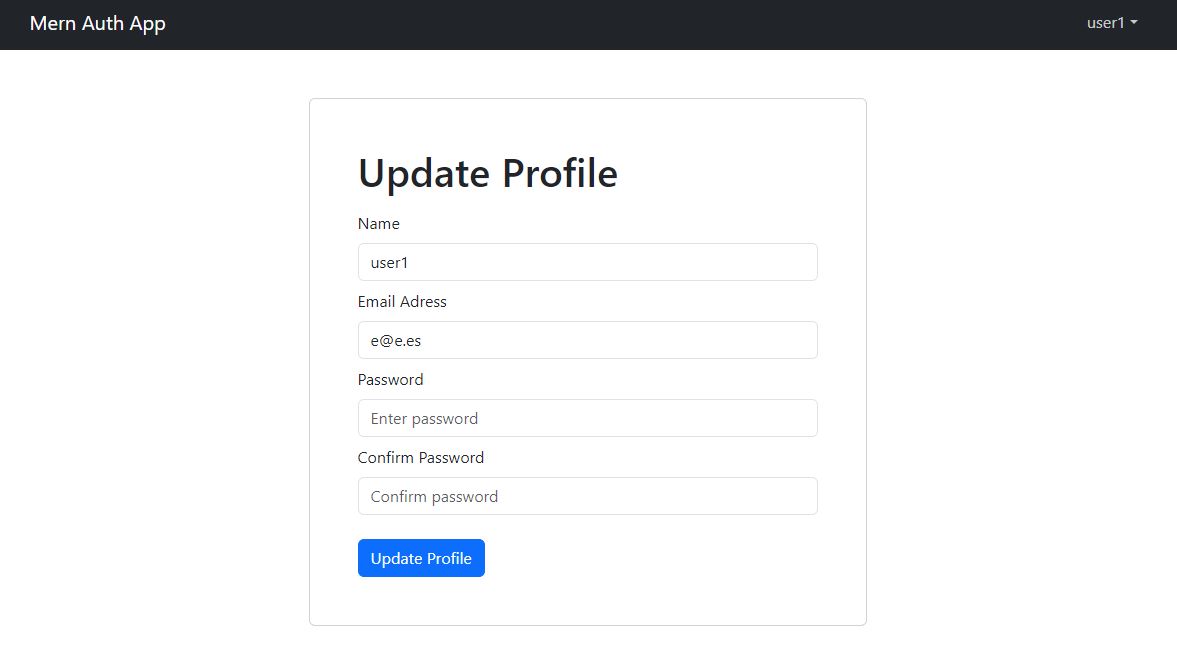 Mern Auth App
user1
Update Profile
Name
user1
Email Adress
e@e.es
Password
Enter password
Confirm Password
Confirm password
Update Profile